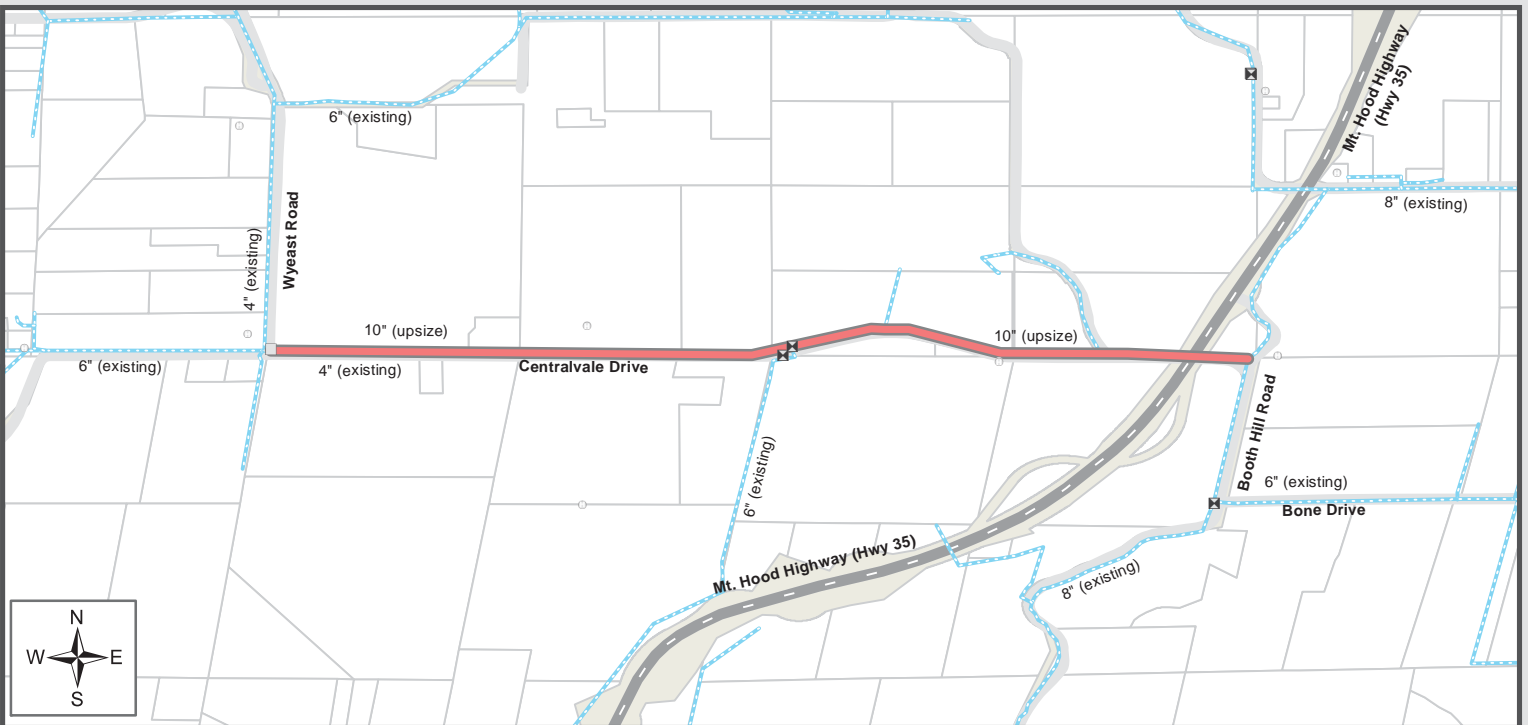 Mt. Hood Highway
(Hwy 35)
6" (existing)
8" (existing)
Wyeast Road
4" (existing)
10" (upsize)
10" (upsize)
6" (existing)
4" (existing)
Centralvale Drive
Booth Hill Road
6" (existing)
6" (existing)
Bone Drive
Mt. Hood Highway (Hwy 35)
8" (existing)
N
W E
S